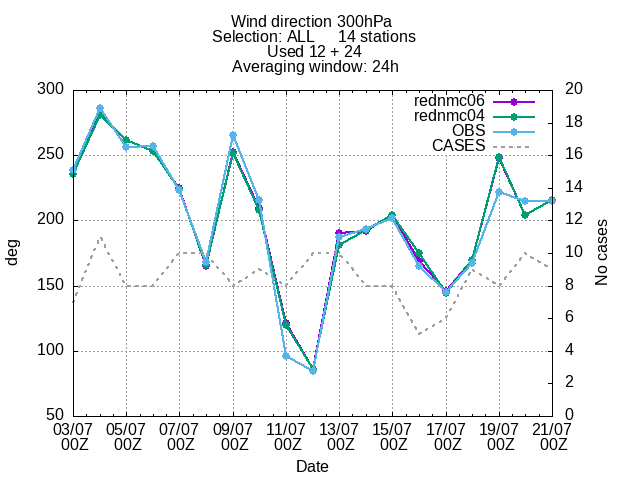 Wind direction 300hPa
Selection: ALL 14 stations
Used 12 + 24
Averaging window: 24h
300 20
rednmc06
rednmc04
OBS
CASES
18
250 16
14
200 12
deg
No cases
10
150 8
6
100 4
2
50 0
03/07 05/07 07/07 09/07 11/07 13/07 15/07 17/07 19/07 21/07
00Z 00Z 00Z 00Z 00Z 00Z 00Z 00Z 00Z 00Z
Date